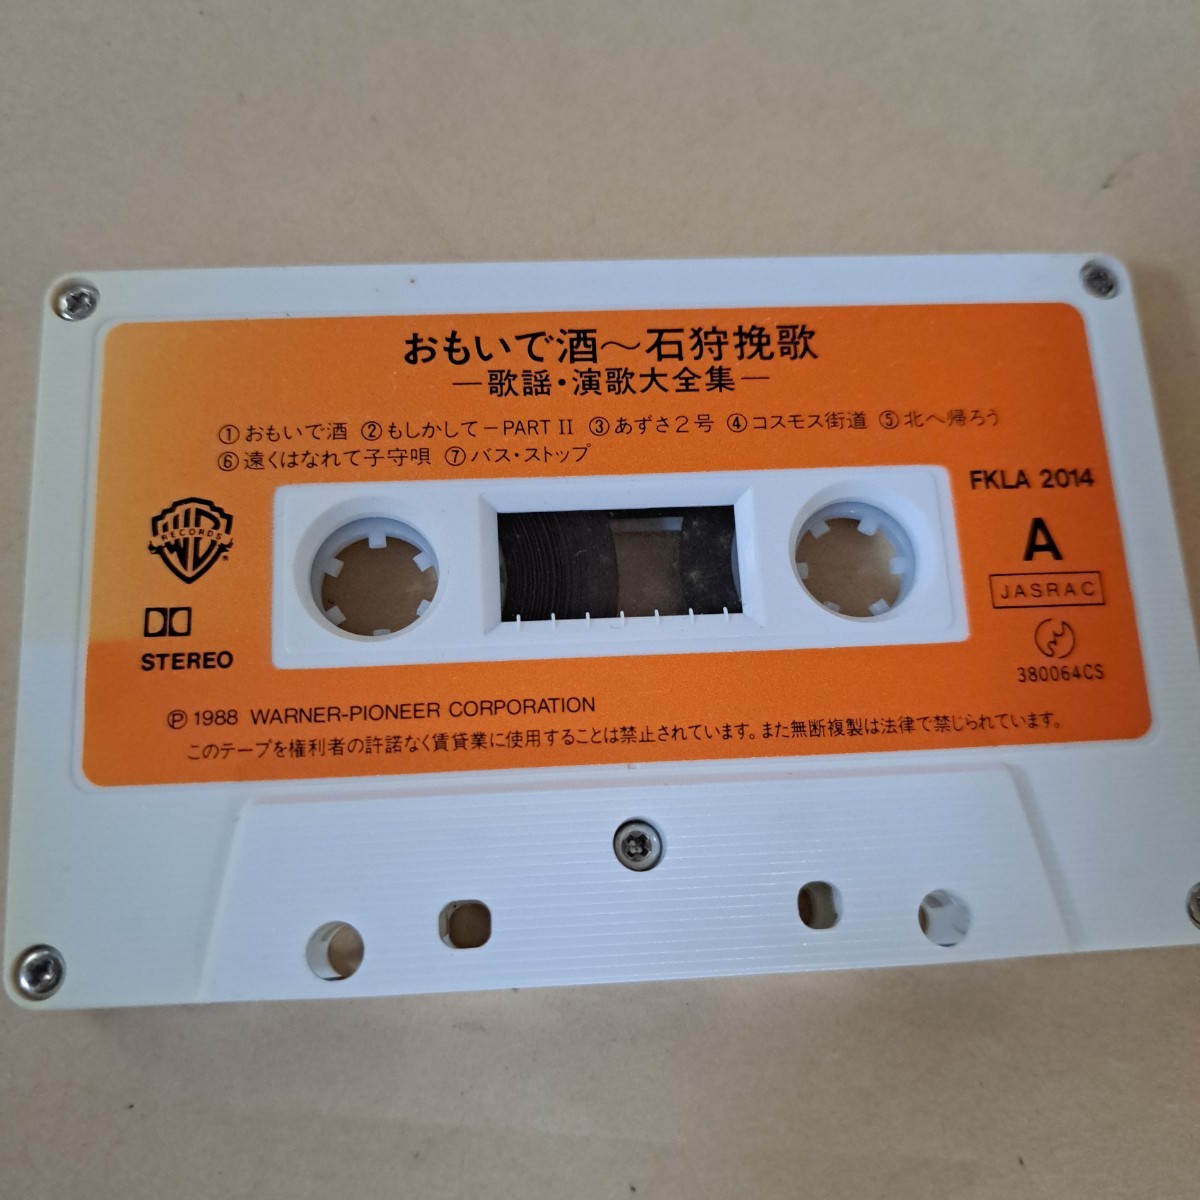 おもいで酒～石狩挽歌
―歌謡・演歌大全集―
①おもいで酒 ②もしかして－PART II ③あずさ2号 ④コスモス街道 ⑤北へ帰ろう
⑥遠くはなれて子守唄 ⑦バス・ストップ
FKLA 2014
A
JASRAC
380064CS
WB
RECORDS
STEREO
Ⓟ1988 WARNER-PIONEER CORPORATION
このテープを権利者の許諾なく賃貸業に使用することは禁止されています。また無断複製は法律で禁じられています。